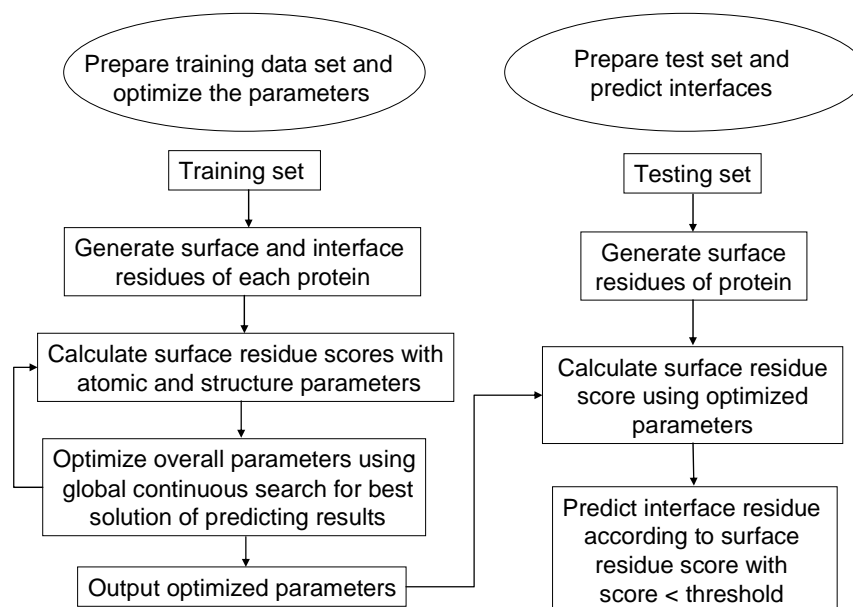 Prepare training data set and
optimize the parameters
Training set
Generate surface and interface
residues of each protein
Calculate surface residue scores with
atomic and structure parameters
Optimize overall parameters using
global continuous search for best
solution of predicting results
Output optimized parameters
Prepare test set and
predict interfaces
Testing set
Generate surface
residues of protein
Calculate surface residue
score using optimized
parameters
Predict interface residue
according to surface
residue score with
score < threshold